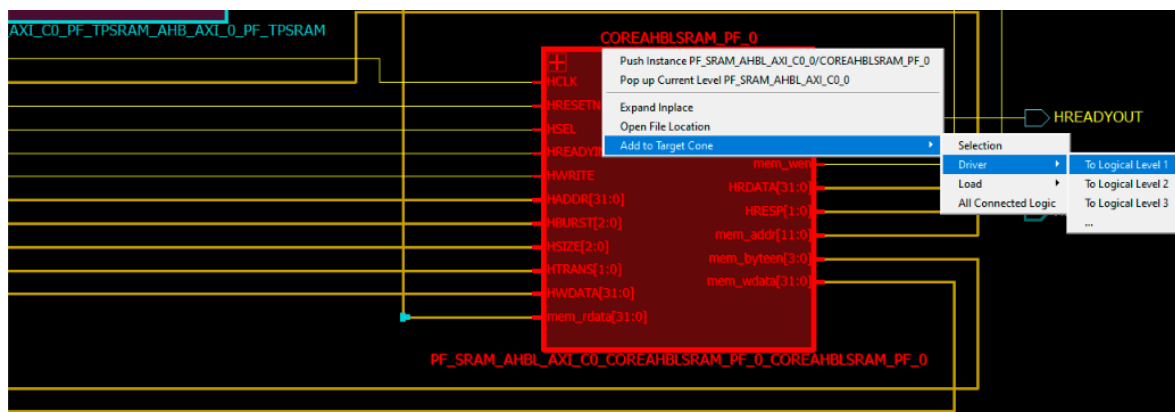 _AXI_C0_PF_TPSRAM_AHB_AXI_0_PF_TPSRAM
COREAHBLSRAM_PF_0
Push Instance PF_SRAM_AHBL_AXI_C0_0/COREAHBLSRAM_PF_0
Pop up Current Level PF_SRAM_AHBL_AXI_C0_0
Expand Inplace
Open File Location
Add to Target Cone
Selection
Driver
Load
All Connected Logic
To Logical Level 1
To Logical Level 2
To Logical Level 3
...
HREADYOUT
HCLK
HRESETN
HSEL
HREADYIN
HWRITE
HADDR[31:0]
HBURST[2:0]
HSIZE[2:0]
HTRANS[1:0]
HWDATA[31:0]
mem_rdata[31:0]
mem_wen
HRDATA[31:0]
HRESP[1:0]
mem_addr[11:0]
mem_byteen[3:0]
mem_wdata[31:0]
PF_SRAM_AHBL_AXI_C0_COREAHBLSRAM_PF_0_COREAHBLSRAM_PF_0